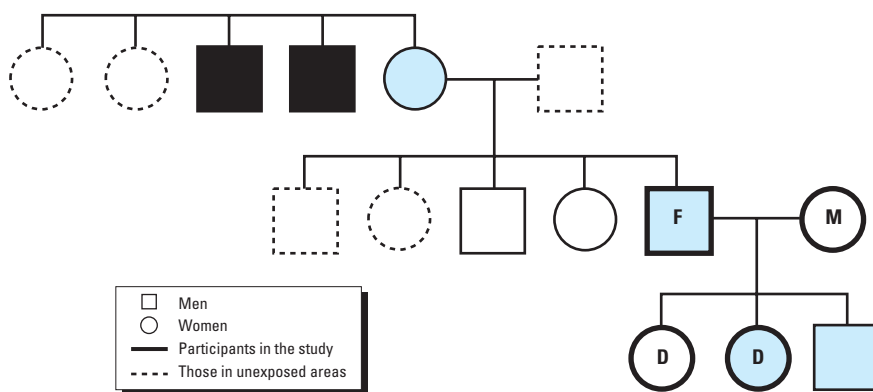 F
M
Men
Women
Participants in the study
Those in unexposed areas
D
D